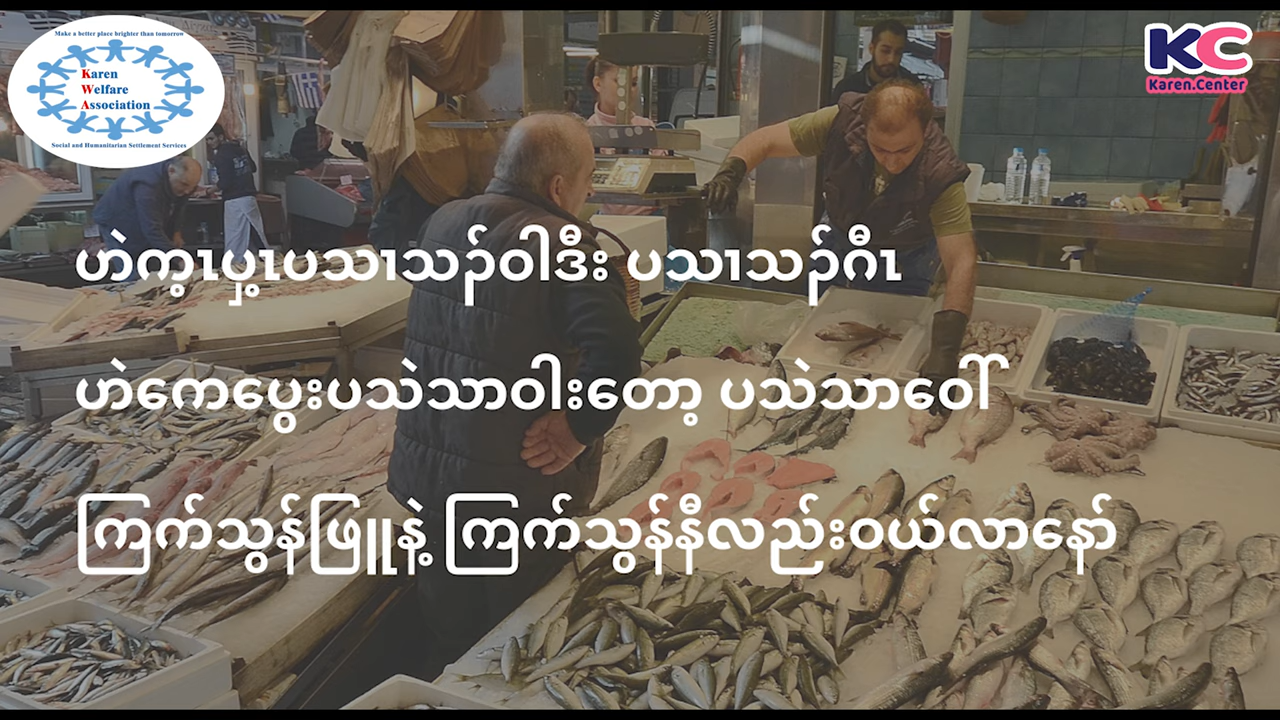 Make a better place brighter than tomorrow
Karen
Welfare
Association
Social and Humanitarian Settlement Services
KC
Karen.Center
ဟဲက့ၤပှ့ၤပသၢသၣ်ဝါဒီး ပသၢသၣ်ဂီၤ
ဟဲကေပွေးပသဲသာဝါးတော့ ပသဲသာဝေါ်
ကြက်သွန်ဖြူူနဲ့ ကြက်သွန်နီလည်းဝယ်လာနော်